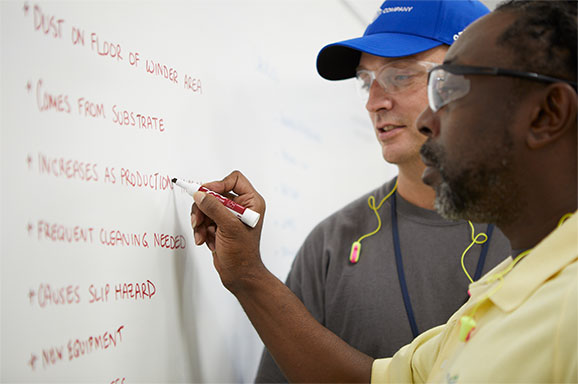 * DUST ON FLOOR OF WINDER AREA
* COMES FROM SUBSTRATE
* INCREASES AS PRODUCTION
* FREQUENT CLEANING NEEDED
* CAUSES SLIP HAZARD
* NEW EQUIPMENT
COMPANY